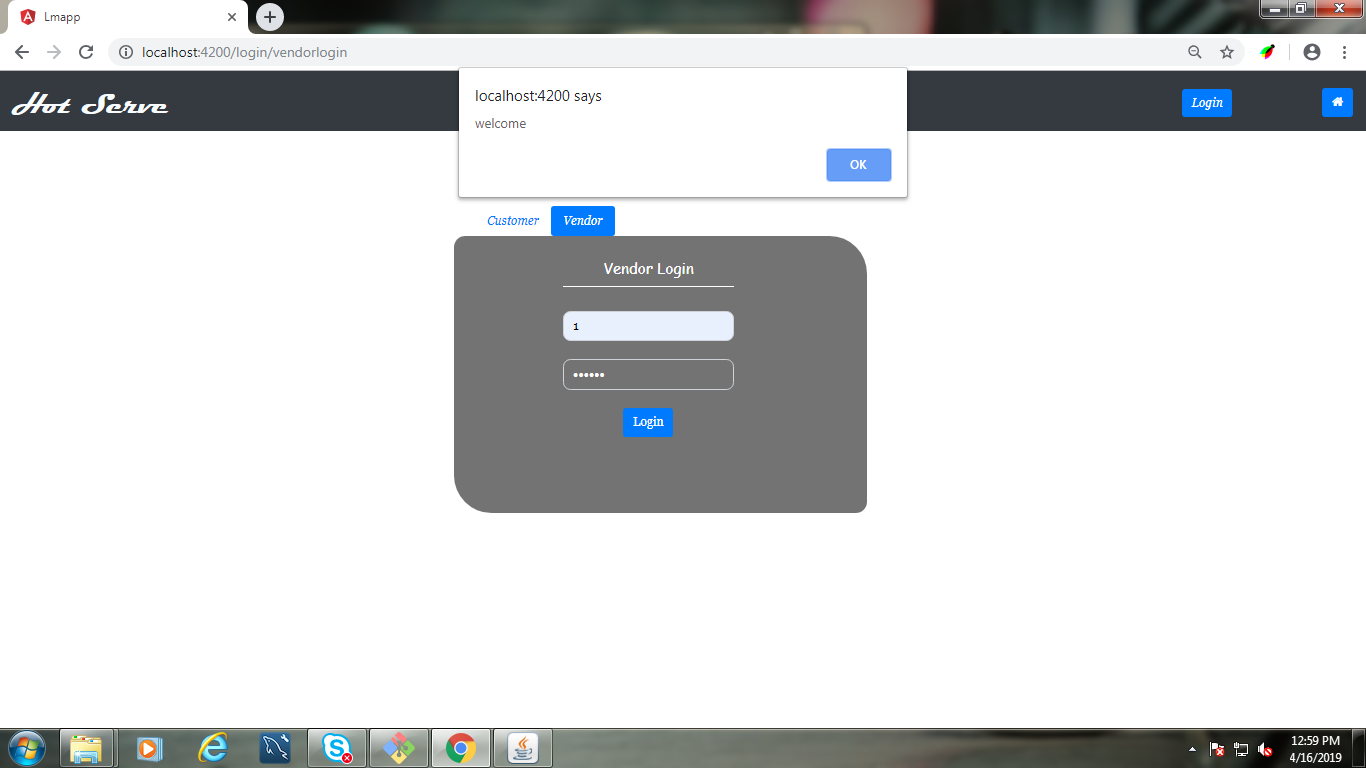 Lmapp
localhost:4200/login/vendorlogin
Hot Serve
Login
localhost:4200 says
welcome
OK
Customer
Vendor
Vendor Login
1
••••••
Login
12:59 PM
4/16/2019